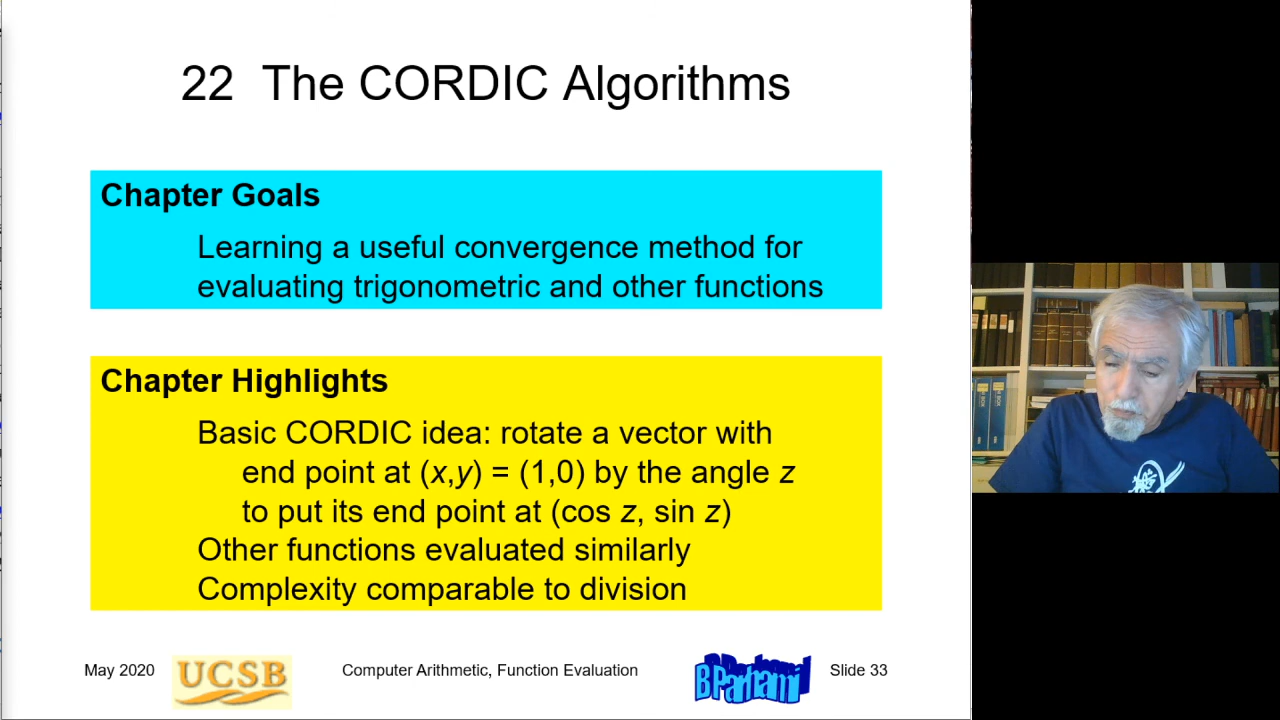 22 The CORDIC Algorithms
Chapter Goals
Learning a useful convergence method for
evaluating trigonometric and other functions
Chapter Highlights
Basic CORDIC idea: rotate a vector with
end point at (x,y) = (1,0) by the angle z
to put its end point at (cos z, sin z)
Other functions evaluated similarly
Complexity comparable to division
May 2020
UCSB
Computer Arithmetic, Function Evaluation
B Parhami
Slide 33